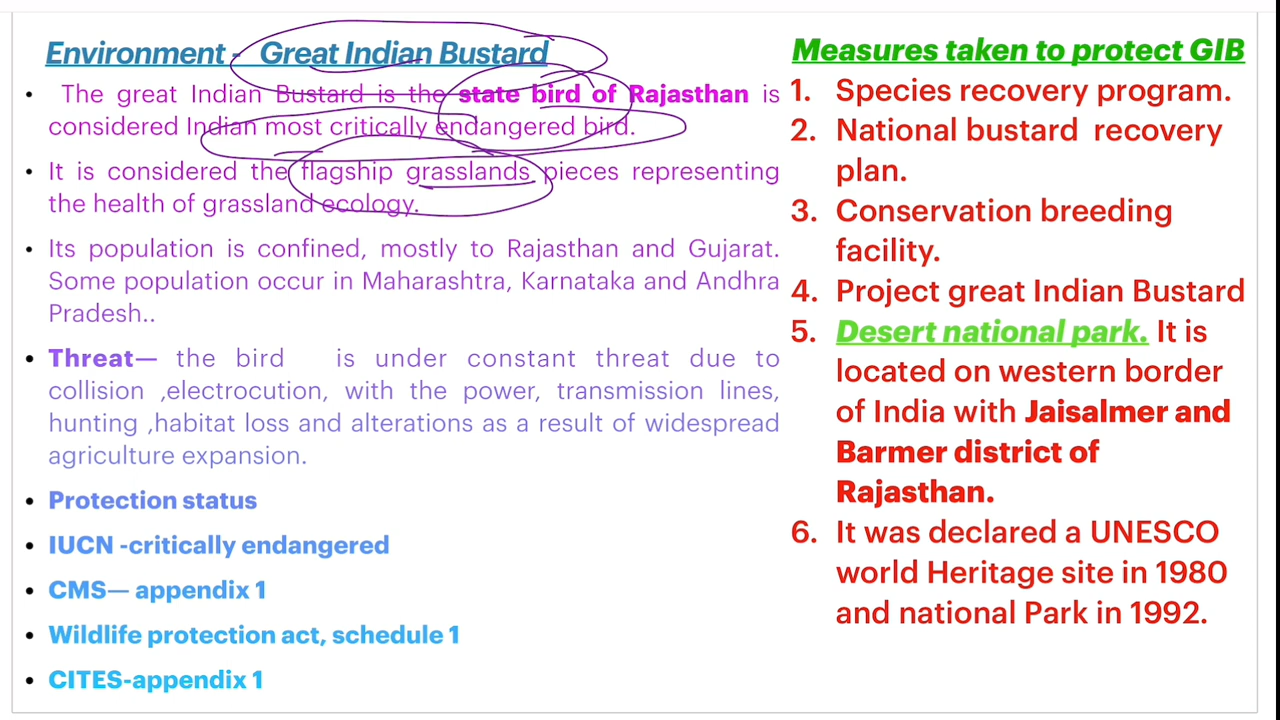 Environment - Great Indian Bustard
• The great Indian Bustard is the state bird of Rajasthan is
considered Indian most critically endangered bird.
• It is considered the flagship grasslands pieces representing
the health of grassland ecology.
• Its population is confined, mostly to Rajasthan and Gujarat.
Some population occur in Maharashtra, Karnataka and Andhra
Pradesh..
• Threat— the bird is under constant threat due to
collision ,electrocution, with the power, transmission lines,
hunting ,habitat loss and alterations as a result of widespread
agriculture expansion.
• Protection status
• IUCN -critically endangered
• CMS— appendix 1
• Wildlife protection act, schedule 1
• CITES-appendix 1
Measures taken to protect GIB
1. Species recovery program.
2. National bustard recovery
plan.
3. Conservation breeding
facility.
4. Project great Indian Bustard
5. Desert national park. It is
located on western border
of India with Jaisalmer and
Barmer district of
Rajasthan.
6. It was declared a UNESCO
world Heritage site in 1980
and national Park in 1992.